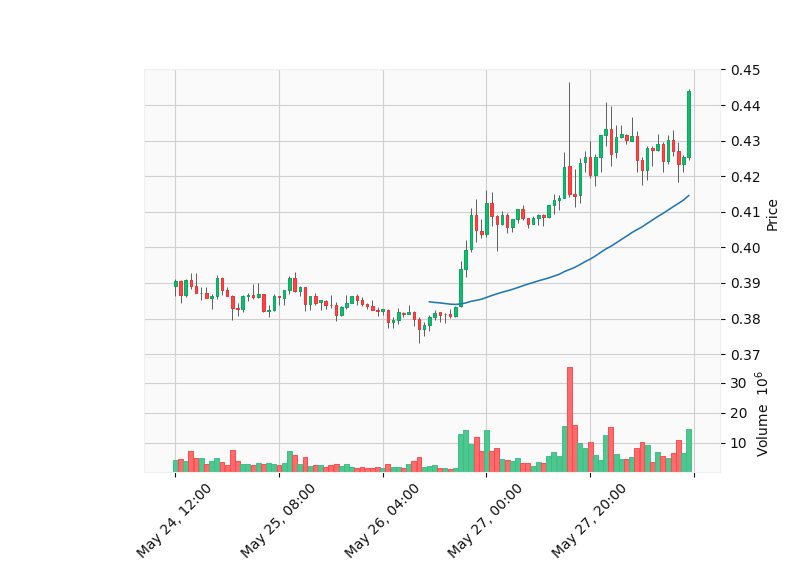 0.45
0.44
0.43
0.42
0.41
0.40
0.39
0.38
0.37
Price
30
20
10
Volume 10^6
May 24, 12:00
May 25, 08:00
May 26, 04:00
May 27, 00:00
May 27, 20:00